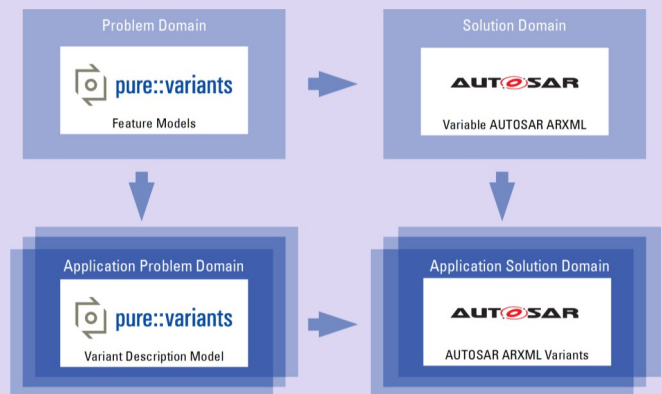 Problem Domain
pure::variants
Feature Models
Solution Domain
AUTOSAR
Variable AUTOSAR ARXML
Application Problem Domain
pure::variants
Variant Description Model
Application Solution Domain
AUTOSAR
AUTOSAR ARXML Variants